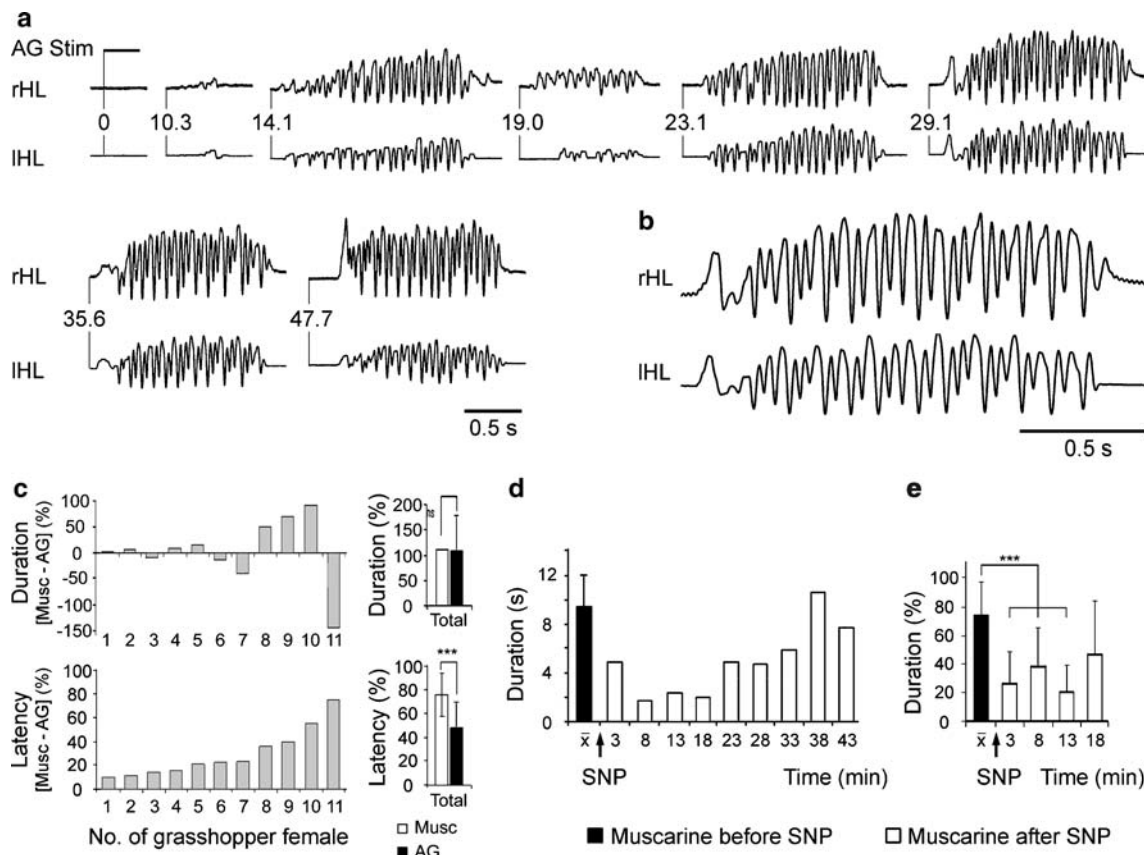 a
AG Stim
rHL
0 10.3 14.1 19.0 23.1 29.1
lHL
rHL
35.6 47.7
lHL
0.5 s
b
rHL
lHL
0.5 s
c
Duration
[Musc - AG] (%)
100
50
0
-50
-100
-150
1 2 3 4 5 6 7 8 9 10 11
Duration (%)
200
150
100
50
0
≈
Total
Latency
[Musc - AG] (%)
100
80
60
40
20
0
1 2 3 4 5 6 7 8 9 10 11
No. of grasshopper female
Latency (%)
100
80
60
40
20
0
***
Total
Musc
AG
d
Duration (s)
12
8
4
0
x̅ 3 8 13 18 23 28 33 38 43
SNP Time (min)
e
Duration (%)
100
80
60
40
20
0
***
x̅ 3 8 13 18
SNP Time (min)
Muscarine before SNP Muscarine after SNP